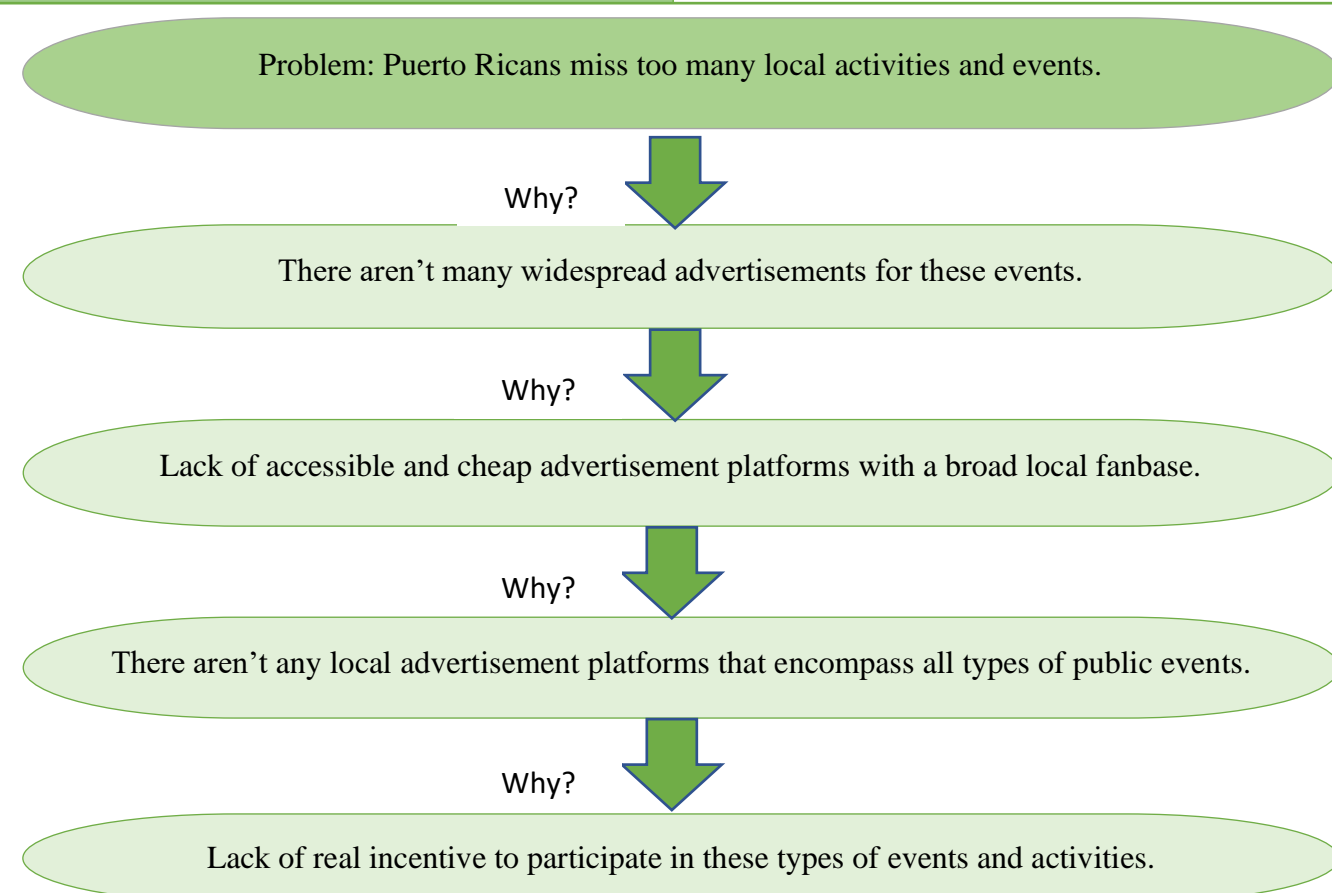 Problem: Puerto Ricans miss too many local activities and events.
Why?
There aren’t many widespread advertisements for these events.
Why?
Lack of accessible and cheap advertisement platforms with a broad local fanbase.
Why?
There aren’t any local advertisement platforms that encompass all types of public events.
Why?
Lack of real incentive to participate in these types of events and activities.